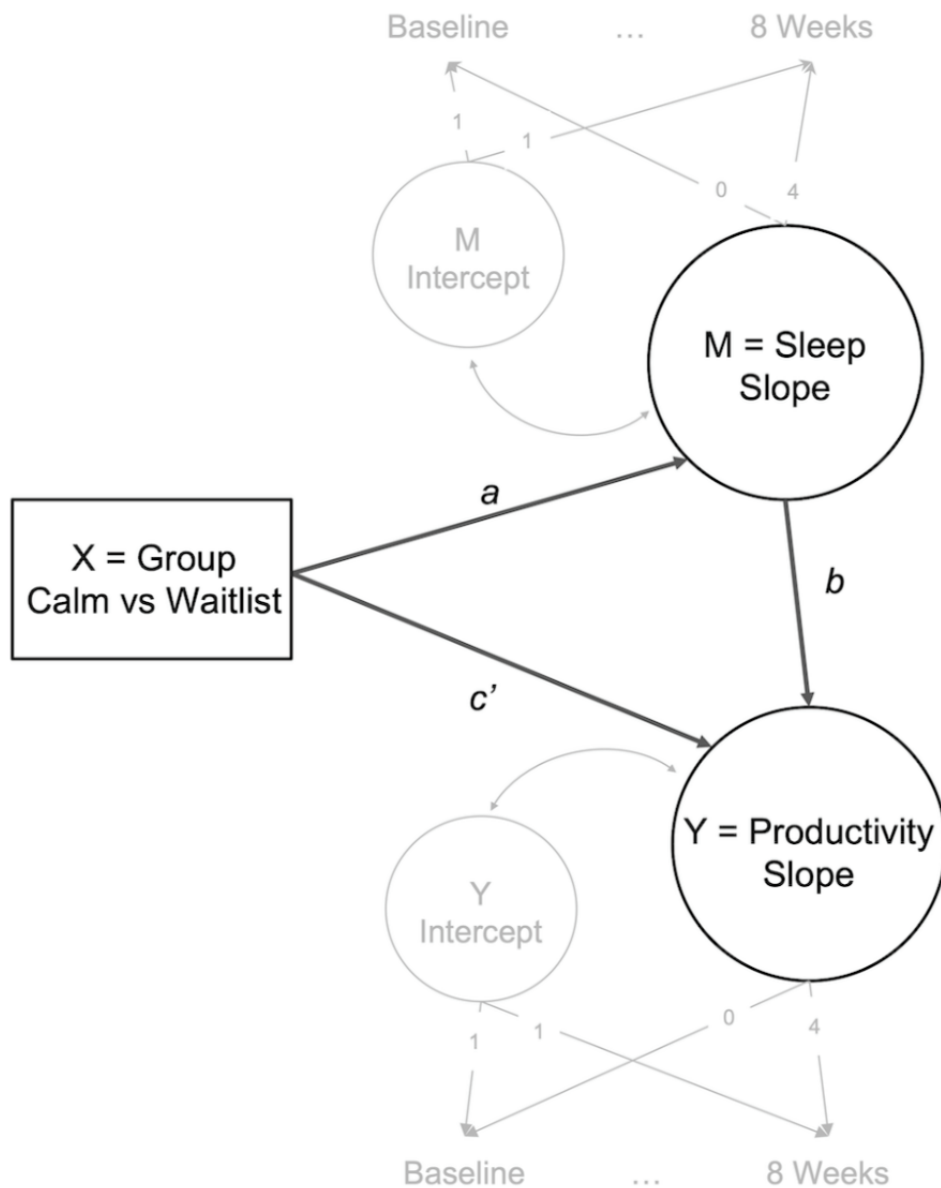 Baseline ... 8 Weeks
1
1
0
4
M
Intercept
M = Sleep
Slope
a
X = Group
Calm vs Waitlist
b
c’
Y = Productivity
Slope
Y
Intercept
1
1
0
4
Baseline ... 8 Weeks